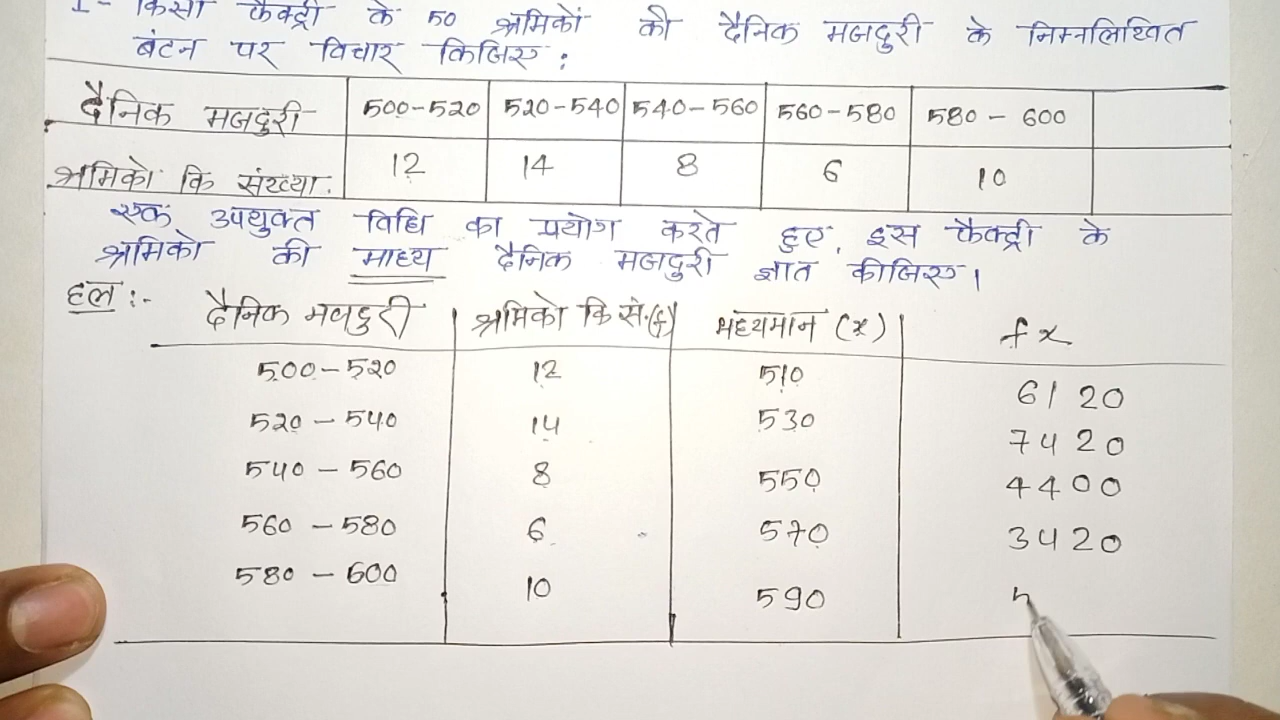 1- किसी फैक्ट्री के 50 श्रमिकों की दैनिक मजदुरी के निम्नलिखित
बंटन पर विचार किजिए :
दैनिक मजदुरी 500-520 520-540 540-560 560-580 580 - 600
श्रमिको कि संख्या. 12 14 8 6 10
एक उपयुक्त विधि का प्रयोग करते हुए, इस फैक्ट्री के
श्रमिको की माध्य दैनिक मजदुरी ज्ञात कीजिए।
हल :-
दैनिक मजदुरी श्रमिको कि सं.(f) मध्यमान (x) fx
500-520 12 510 6120
520-540 14 530 7420
540-560 8 550 4400
560-580 6 570 3420
580-600 10 590 5